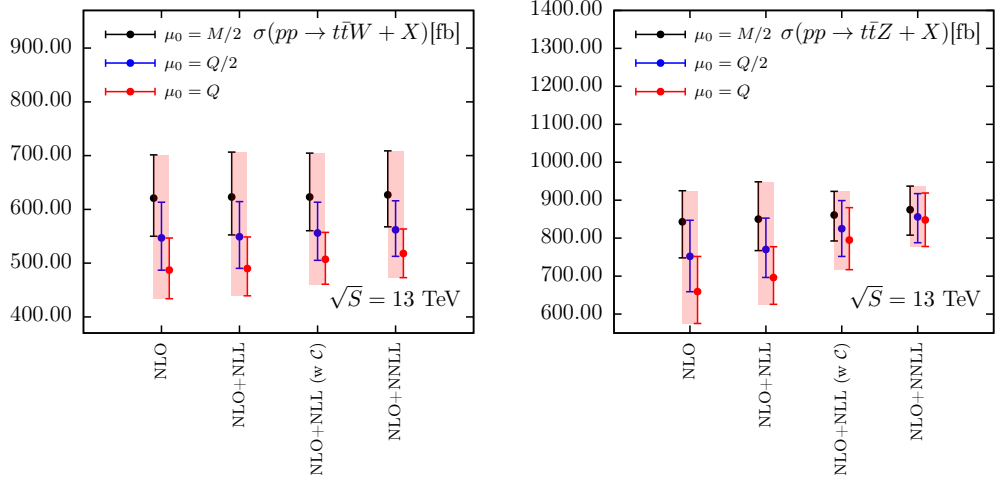 μ₀ = M/2 σ(pp → tt̄W + X)[fb]
μ₀ = Q/2
μ₀ = Q
900.00
800.00
700.00
600.00
500.00
400.00
√S = 13 TeV
NLO
NLO+NLL
NLO+NLL (w 𝒞)
NLO+NNLL
μ₀ = M/2 σ(pp → tt̄Z + X)[fb]
μ₀ = Q/2
μ₀ = Q
1400.00
1300.00
1200.00
1100.00
1000.00
900.00
800.00
700.00
600.00
√S = 13 TeV
NLO
NLO+NLL
NLO+NLL (w 𝒞)
NLO+NNLL